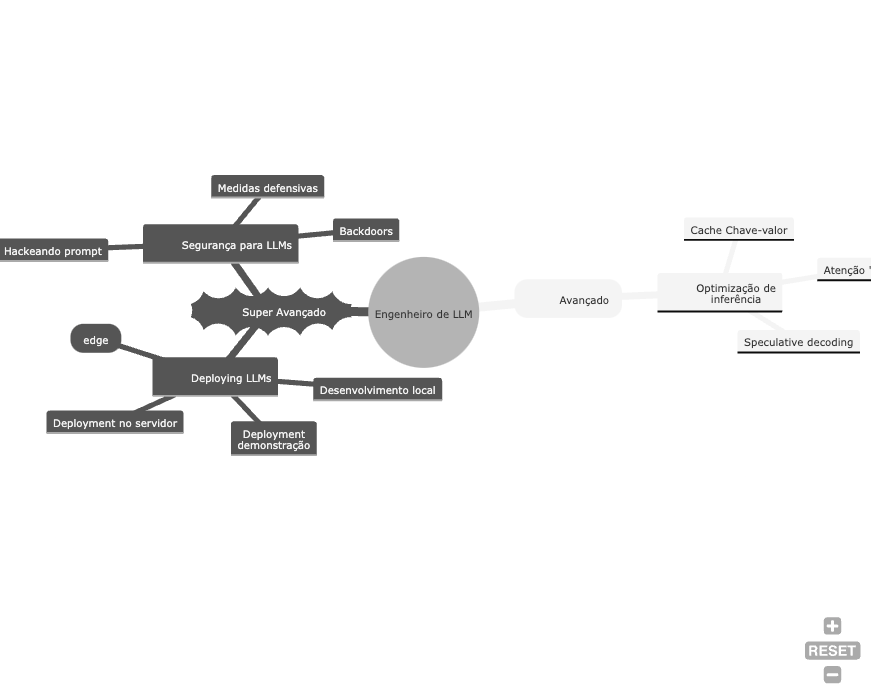 Medidas defensivas
Backdoors
Segurança para LLMs
Hackeando prompt
Super Avançado
edge
Deploying LLMs
Desenvolvimento local
Deployment no servidor
Deployment
demonstração
Engenheiro de LLM
Avançado
Cache Chave-valor
Atenção "
Optimização de
inferência
Speculative decoding
RESET